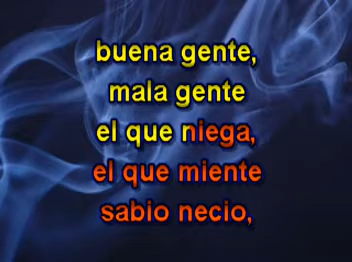 buena gente,
mala gente
el que niega,
el que miente
sabio necio,